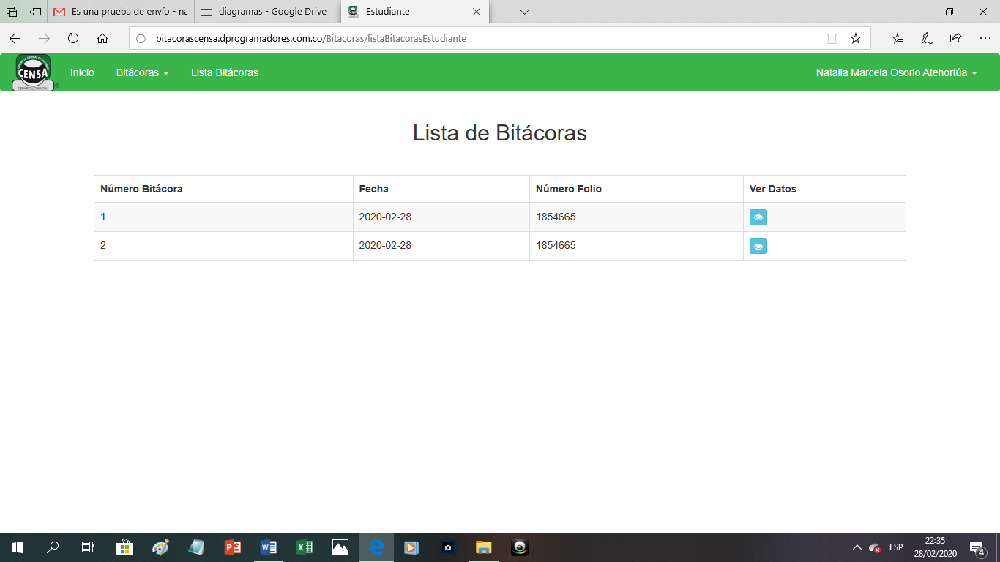 Es una prueba de envío - na
diagramas - Google Drive
Estudiante
bitacorascensa.dprogramadores.com.co/Bitacoras/listaBitacorasEstudiante
CENSA
DESARROLLO SOCIAL
Inicio
Bitácoras
Lista Bitácoras
Natalia Marcela Osorio Atehortúa
Lista de Bitácoras
Número Bitácora Fecha Número Folio Ver Datos
1 2020-02-28 1854665
2 2020-02-28 1854665
ESP
22:35
28/02/2020
4